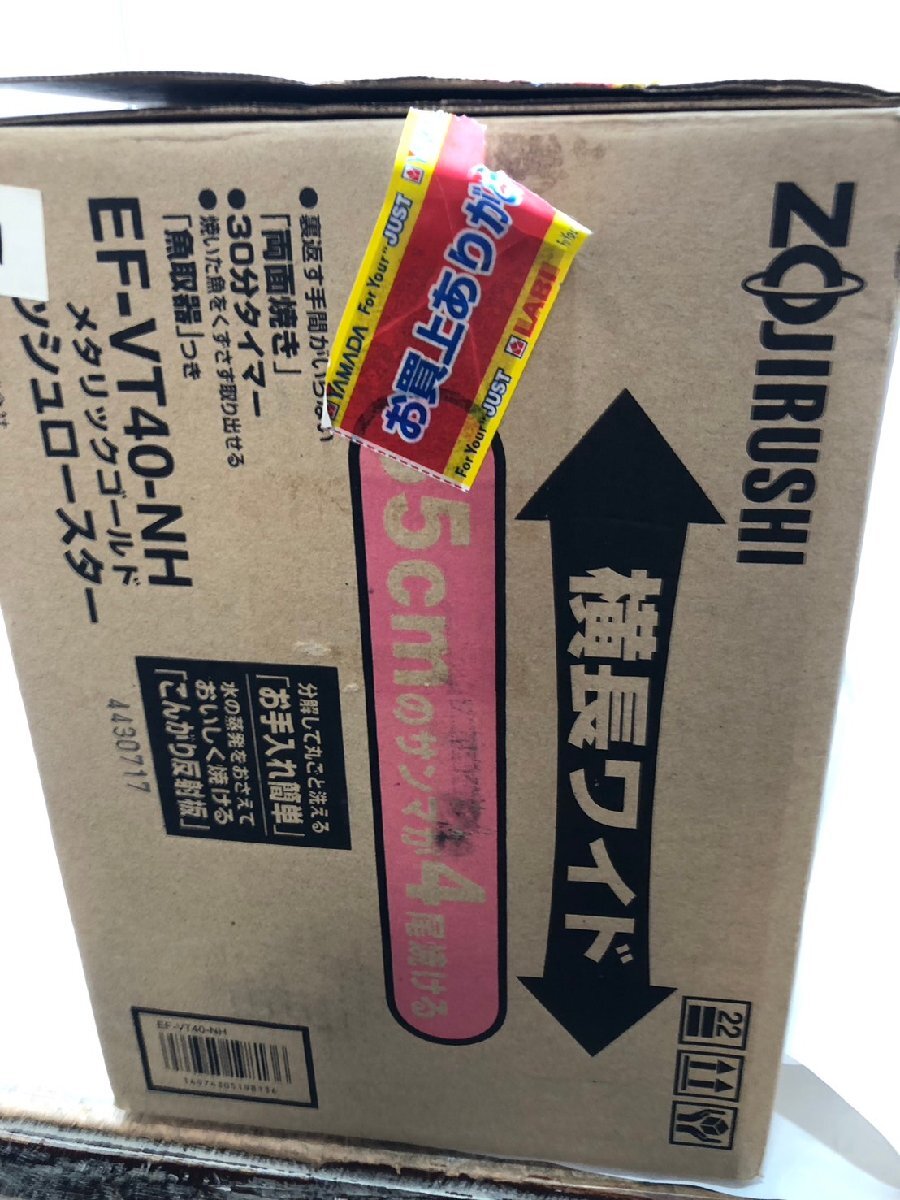 ZOJIRUSHI
横長ワイド
5cmのサンマが4尾焼ける
YAMADA For Your JUST
お買上ありがと
LABI For Your JUST
「両面焼き」
●30分タイマー
●焼いた魚をくずさず取り出せる
「魚取器」つき
EF-VT40-NH
メタリックゴールド
シュロースター
分解して丸ごと洗える
「お手入れ簡単」
水の蒸発をおさえて
おいしく焼ける
「こんがり反射板」
4430717
22
EF-VT40-NH